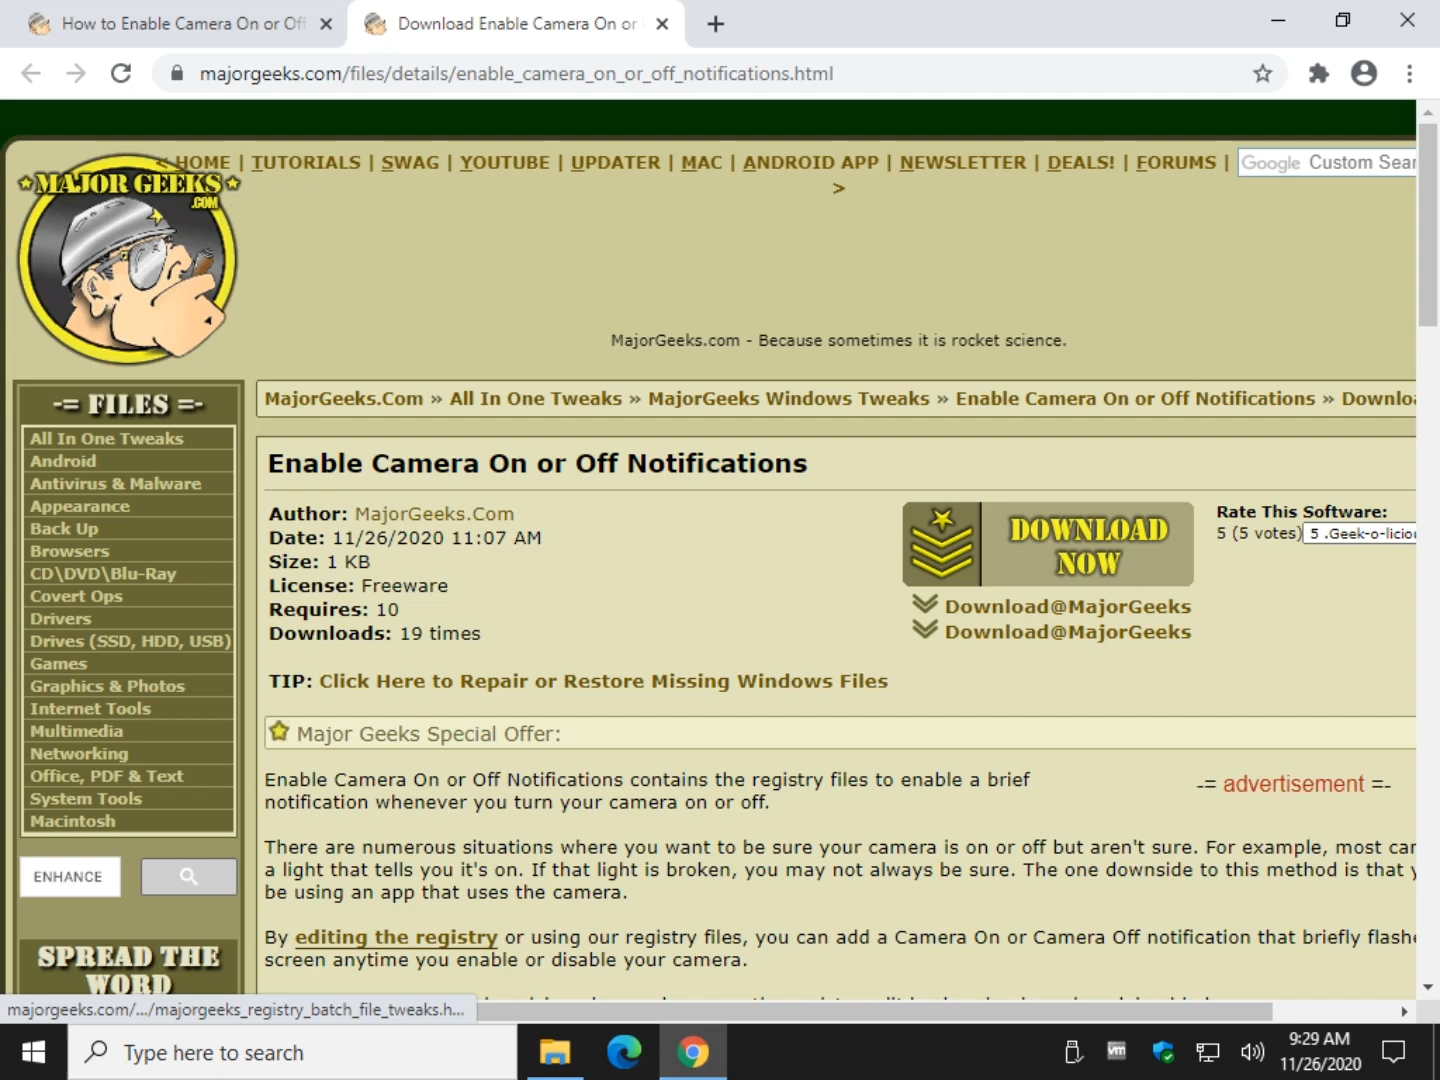 How to Enable Camera On or Off
Download Enable Camera On or
majorgeeks.com/files/details/enable_camera_on_or_off_notifications.html
< HOME | TUTORIALS | SWAG | YOUTUBE | UPDATER | MAC | ANDROID APP | NEWSLETTER | DEALS! | FORUMS |
>
Google Custom Sear
MAJOR GEEKS
.COM
MajorGeeks.com - Because sometimes it is rocket science.
-= FILES =-
All In One Tweaks
Android
Antivirus & Malware
Appearance
Back Up
Browsers
CD\DVD\Blu-Ray
Covert Ops
Drivers
Drives (SSD, HDD, USB)
Games
Graphics & Photos
Internet Tools
Multimedia
Networking
Office, PDF & Text
System Tools
Macintosh
ENHANCE
SPREAD THE
WORD
MajorGeeks.Com » All In One Tweaks » MajorGeeks Windows Tweaks » Enable Camera On or Off Notifications » Downloa
Enable Camera On or Off Notifications
Author: MajorGeeks.Com
Date: 11/26/2020 11:07 AM
Size: 1 KB
License: Freeware
Requires: 10
Downloads: 19 times
DOWNLOAD
NOW
Download@MajorGeeks
Download@MajorGeeks
Rate This Software:
5 (5 votes) 5 .Geek-o-liciou
TIP: Click Here to Repair or Restore Missing Windows Files
Major Geeks Special Offer:
Enable Camera On or Off Notifications contains the registry files to enable a brief
notification whenever you turn your camera on or off.
-= advertisement =-
There are numerous situations where you want to be sure your camera is on or off but aren't sure. For example, most car
a light that tells you it's on. If that light is broken, you may not always be sure. The one downside to this method is that y
be using an app that uses the camera.
By editing the registry or using our registry files, you can add a Camera On or Camera Off notification that briefly flashe
screen anytime you enable or disable your camera.
majorgeeks.com/.../majorgeeks_registry_batch_file_tweaks.h...
Type here to search
vm
9:29 AM
11/26/2020